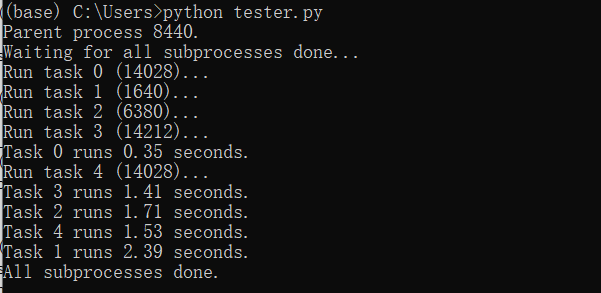 (base) C:\Users>python tester.py
Parent process 8440.
Waiting for all subprocesses done...
Run task 0 (14028)...
Run task 1 (1640)...
Run task 2 (6380)...
Run task 3 (14212)...
Task 0 runs 0.35 seconds.
Run task 4 (14028)...
Task 3 runs 1.41 seconds.
Task 2 runs 1.71 seconds.
Task 4 runs 1.53 seconds.
Task 1 runs 2.39 seconds.
All subprocesses done.